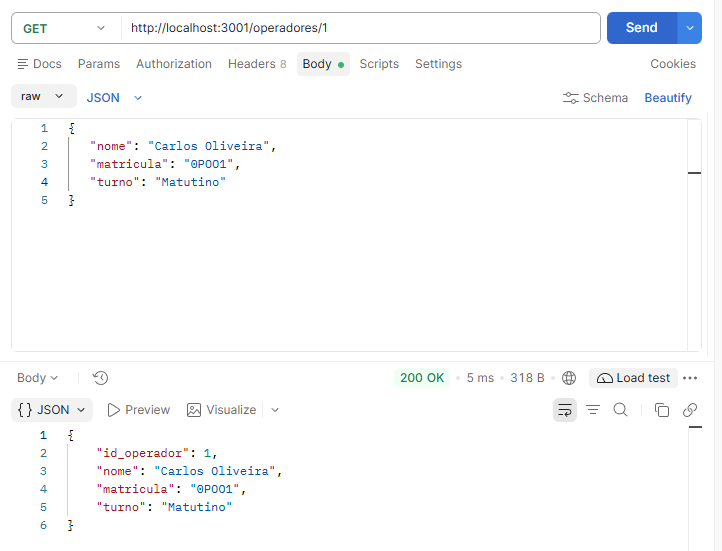 GET http://localhost:3001/operadores/1 Send
Docs Params Authorization Headers 8 Body Scripts Settings Cookies
raw JSON Schema Beautify
1 {
2 "nome": "Carlos Oliveira",
3 "matricula": "0P001",
4 "turno": "Matutino"
5 }
Body 200 OK • 5 ms • 318 B • Load test
{} JSON Preview Visualize
1 {
2 "id_operador": 1,
3 "nome": "Carlos Oliveira",
4 "matricula": "0P001",
5 "turno": "Matutino"
6 }